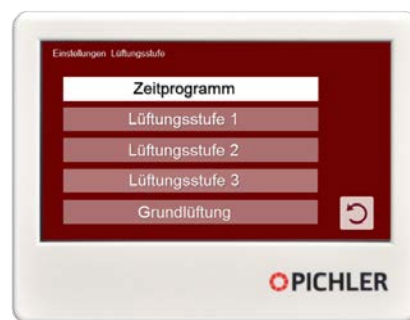 Einstellungen Lüftungsstufe
Zeitprogramm
Lüftungsstufe 1
Lüftungsstufe 2
Lüftungsstufe 3
Grundlüftung
PICHLER